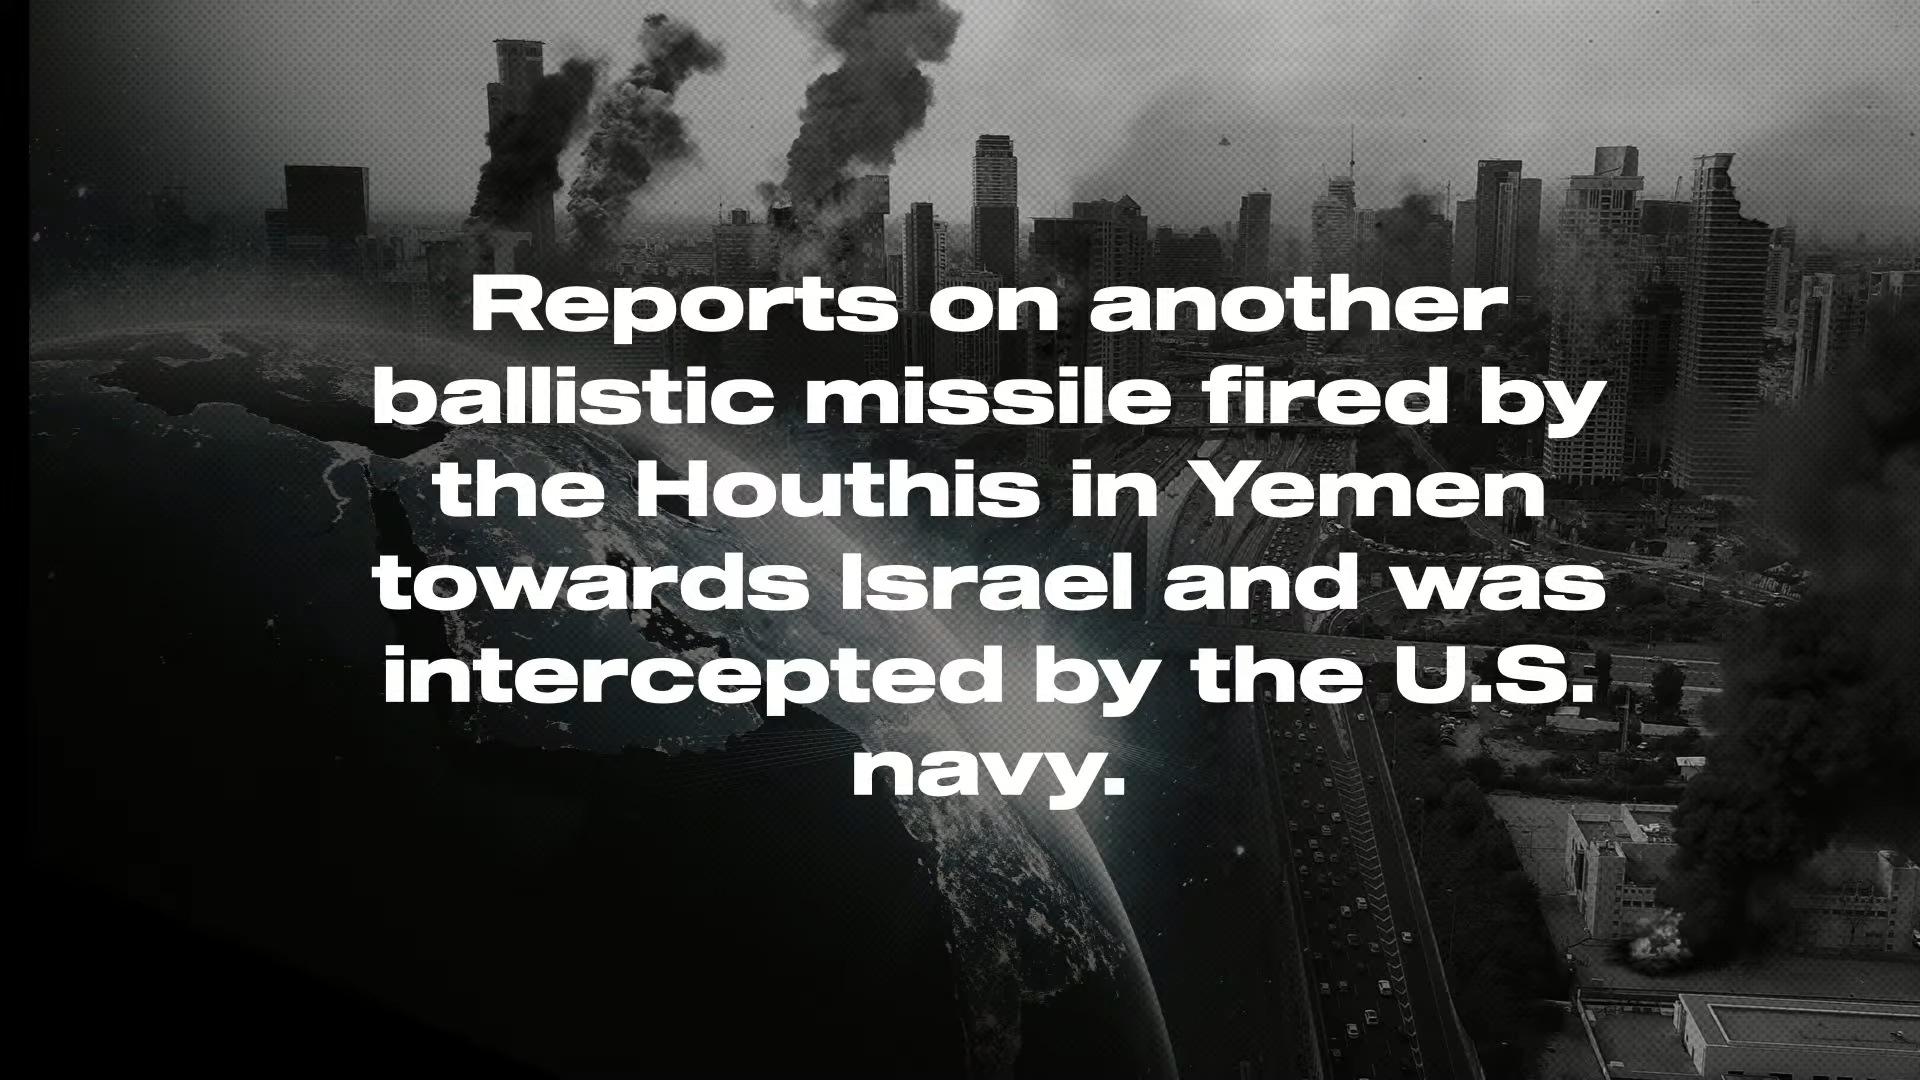 Reports on another
ballistic missile fired by
the Houthis in Yemen
towards Israel and was
intercepted by the U.S.
navy.